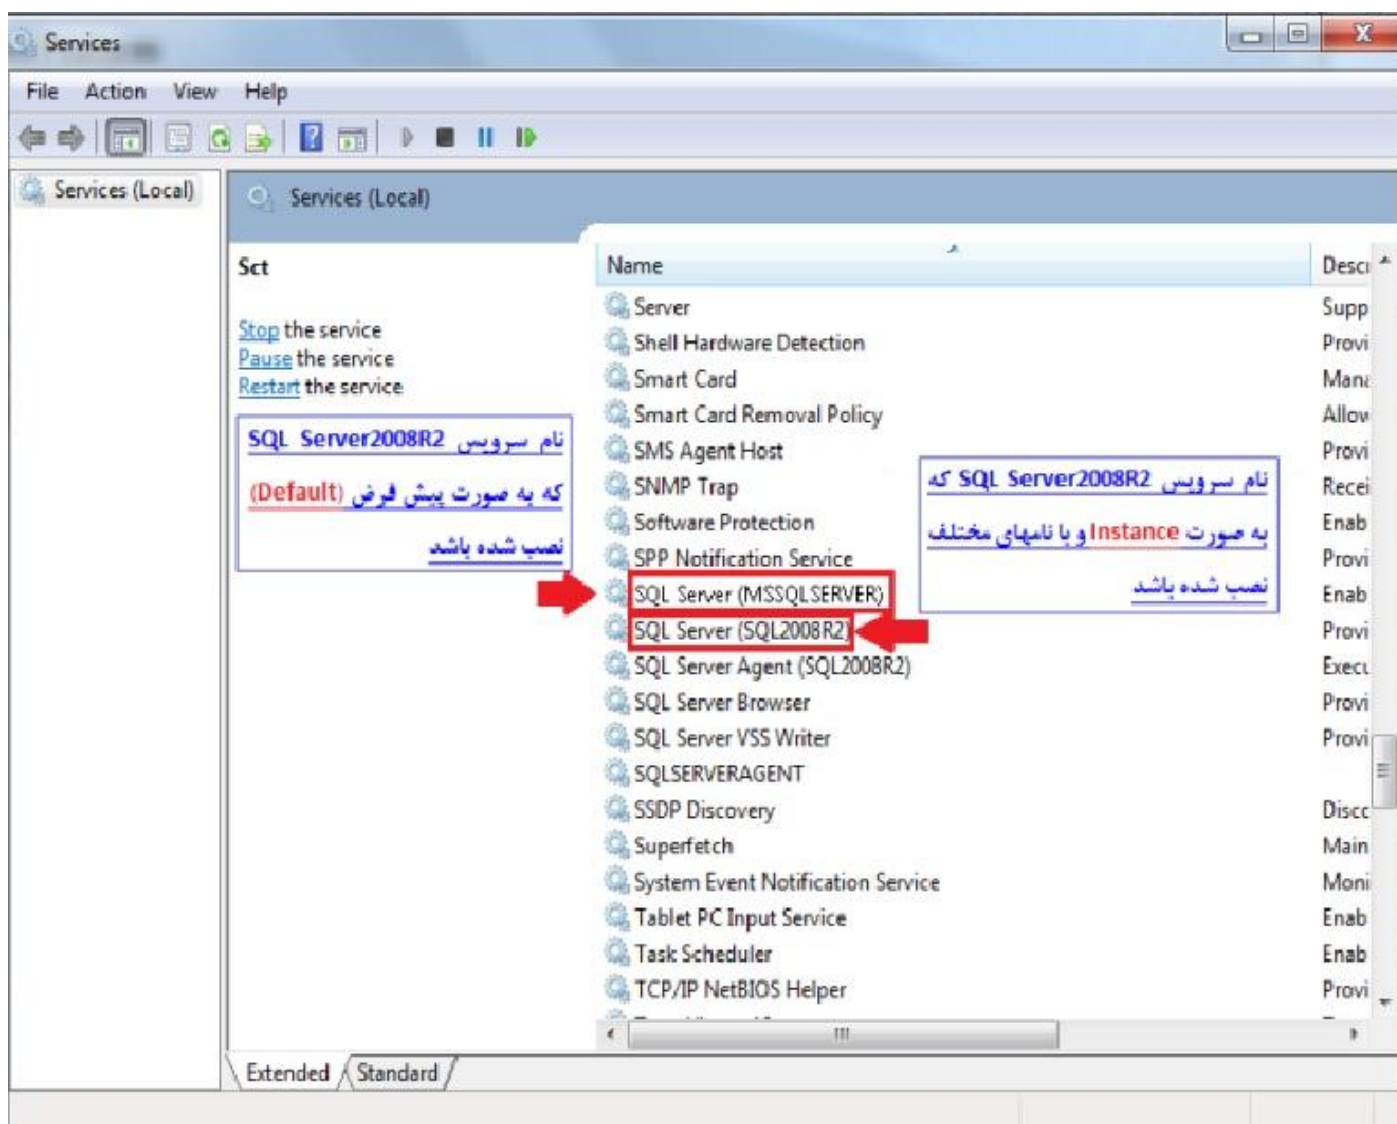 Services
File Action View Help
Services (Local)
Services (Local)
Sct
Stop the service
Pause the service
Restart the service
نام سرویس SQL Server2008R2
که به صورت پیش فرض (Default)
نصب شده باشد
Name
Descr
Server
Supp
Shell Hardware Detection
Provi
Smart Card
Mana
Smart Card Removal Policy
Allow
SMS Agent Host
Provi
SNMP Trap
Recei
Software Protection
Enab
SPP Notification Service
Provi
SQL Server (MSSQLSERVER)
Enab
SQL Server (SQL2008R2)
Provi
SQL Server Agent (SQL2008R2)
Execu
SQL Server Browser
Provi
SQL Server VSS Writer
Provi
SQLSERVERAGENT
SSDP Discovery
Discc
Superfetch
Main
System Event Notification Service
Moni
Tablet PC Input Service
Enab
Task Scheduler
Enab
TCP/IP NetBIOS Helper
Provi
نام سرویس SQL Server2008R2 که
به صورت Instance و با نامهای مختلف
نصب شده باشد
Extended Standard